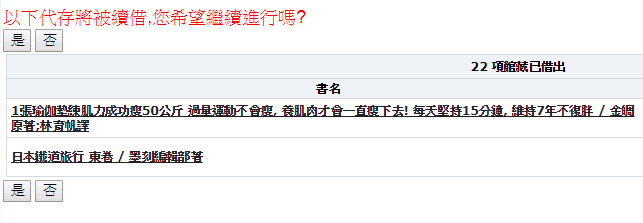 以下代存將被續借,您希望繼續進行嗎?
是 否
22 項館藏已借出
書名
1張瑜伽墊練肌力成功瘦50公斤 過量運動不會瘦, 養肌肉才會一直瘦下去! 每天堅持15分鐘, 維持7年不復胖 / 金鋼
原著;林育帆譯
日本鐵道旅行 東卷 / 墨刻編輯部著
是 否